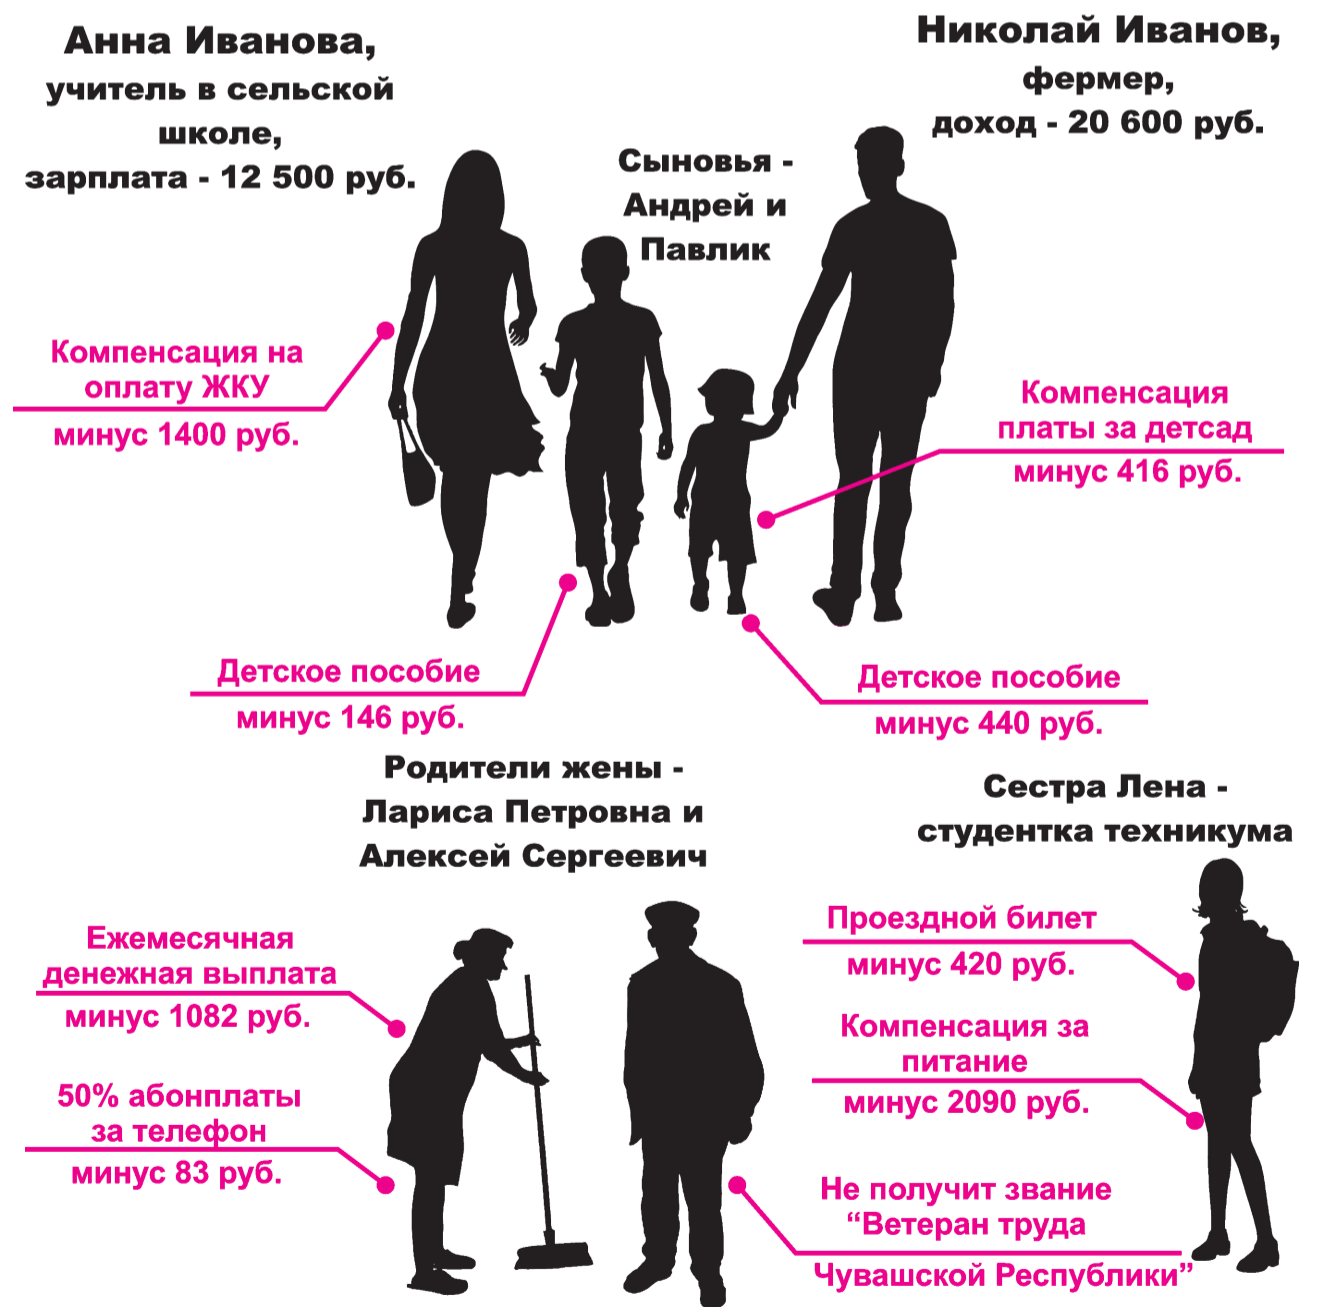 Анна Иванова,
учитель в сельской
школе,
зарплата - 12 500 руб.
Николай Иванов,
фермер,
доход - 20 600 руб.
Сыновья -
Андрей и
Павлик
Компенсация на
оплату ЖКУ
минус 1400 руб.
Компенсация
платы за детсад
минус 416 руб.
Детское пособие
минус 146 руб.
Детское пособие
минус 440 руб.
Родители жены -
Лариса Петровна и
Алексей Сергеевич
Сестра Лена -
студентка техникума
Ежемесячная
денежная выплата
минус 1082 руб.
50% абонплаты
за телефон
минус 83 руб.
Проездной билет
минус 420 руб.
Компенсация за
питание
минус 2090 руб.
Не получит звание
“Ветеран труда
Чувашской Республики”